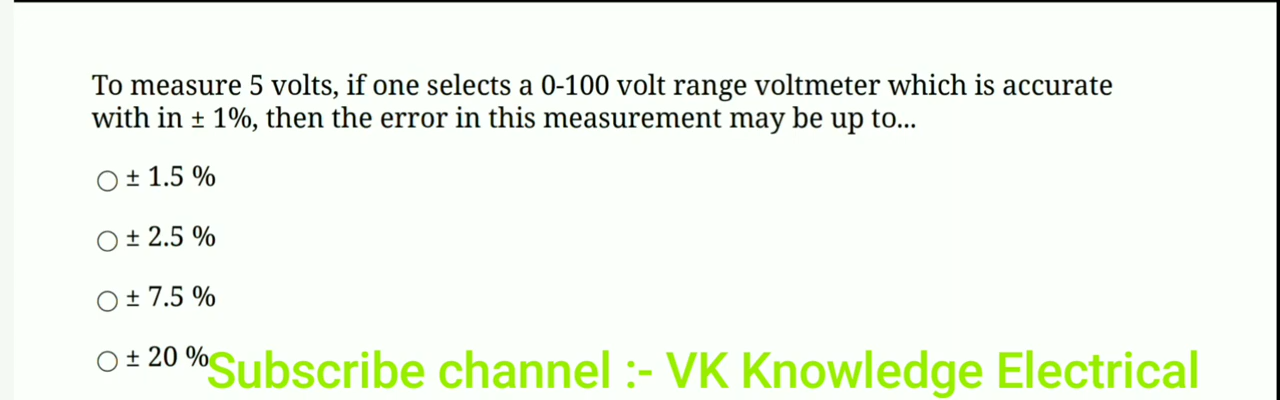 To measure 5 volts, if one selects a 0-100 volt range voltmeter which is accurate
with in ± 1%, then the error in this measurement may be up to...
± 1.5 %
± 2.5 %
± 7.5 %
± 20 %
Subscribe channel :- VK Knowledge Electrical